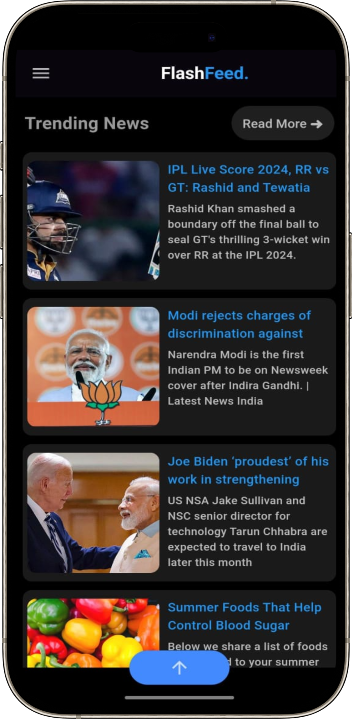 FlashFeed.
Trending News
Read More →
IPL Live Score 2024, RR vs
GT: Rashid and Tewatia
Rashid Khan smashed a
boundary off the final ball to
seal GT's thrilling 3-wicket win
over RR at the IPL 2024.
Modi rejects charges of
discrimination against
Narendra Modi is the first
Indian PM to be on Newsweek
cover after Indira Gandhi. |
Latest News India
Joe Biden ‘proudest’ of his
work in strengthening
US NSA Jake Sullivan and
NSC senior director for
technology Tarun Chhabra are
expected to travel to India
later this month
Summer Foods That Help
Control Blood Sugar
Below we share a list of foods
to your summer